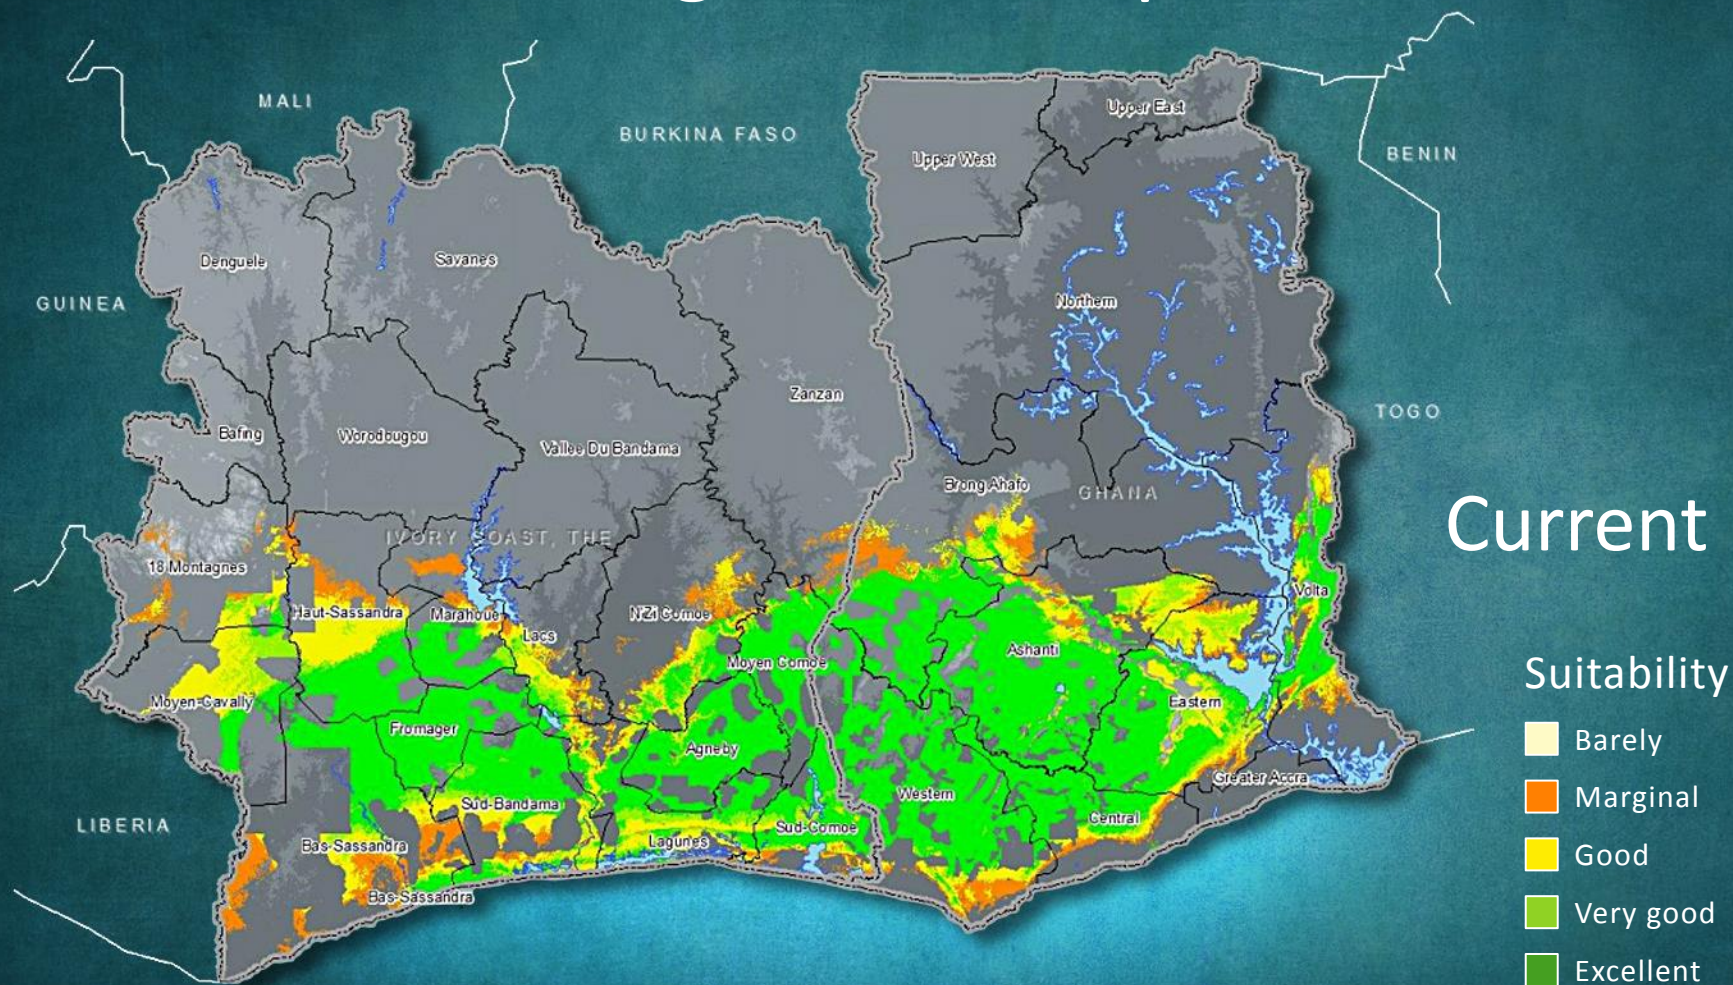 MALI
BURKINA FASO
Upper East
Upper West
BENIN
Denguele
Savanes
GUINEA
Northern
Zanzan
TOGO
Bafing
Worodougou
Vallee Du Bandama
Brong Ahafo
GHANA
Current
IVORY COAST, THE
18 Montagnes
Haut-Sassandra
Marahoue
Lacs
N'Zi Comoe
Volta
Moyen Comoe
Ashanti
Suitability
Moyen-Cavally
Eastern
Fromager
Agneby
Barely
Greater Accra
Marginal
Sud-Bandama
Western
LIBERIA
Central
Sud-Comoe
Bas-Sassandra
Lagunes
Good
Bas-Sassandra
Very good
Excellent